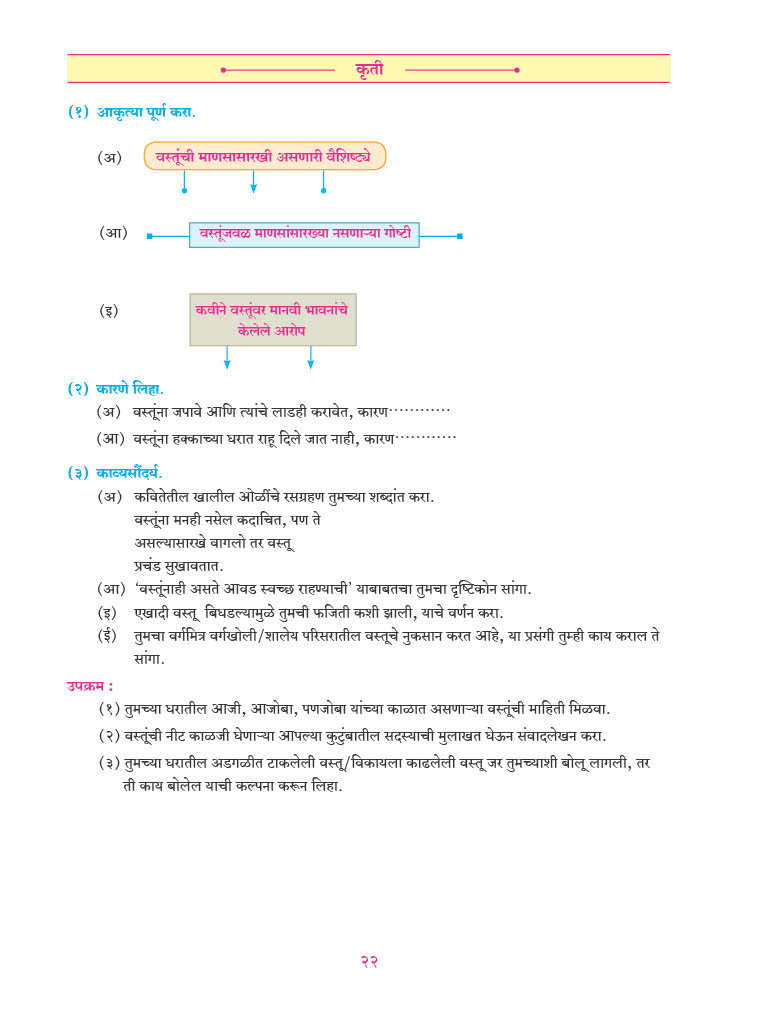 कृती
(१) आकृत्या पूर्ण करा.
(अ) वस्तूंची माणसासारखी असणारी वैशिष्ट्ये
(आ) वस्तूंजवळ माणसांसारख्या नसणाऱ्या गोष्टी
(इ) कवीने वस्तूंवर मानवी भावनांचे
केलेले आरोप
(२) कारणे लिहा.
(अ) वस्तूंना जपावे आणि त्यांचे लाडही करावेत, कारण............
(आ) वस्तूंना हक्काच्या घरात राहू दिले जात नाही, कारण............
(३) काव्यसौंदर्य.
(अ) कवितेतील खालील ओळींचे रसग्रहण तुमच्या शब्दांत करा.
वस्तूंना मनही नसेल कदाचित, पण ते
असल्यासारखे वागलो तर वस्तू
प्रचंड सुखावतात.
(आ) ‘वस्तूंनाही असते आवड स्वच्छ राहण्याची’ याबाबतचा तुमचा दृष्टिकोन सांगा.
(इ) एखादी वस्तू बिघडल्यामुळे तुमची फजिती कशी झाली, याचे वर्णन करा.
(ई) तुमचा वर्गमित्र वर्गखोली/शालेय परिसरातील वस्तूचे नुकसान करत आहे, या प्रसंगी तुम्ही काय कराल ते
सांगा.
उपक्रम :
(१) तुमच्या घरातील आजी, आजोबा, पणजोबा यांच्या काळात असणाऱ्या वस्तूंची माहिती मिळवा.
(२) वस्तूंची नीट काळजी घेणाऱ्या आपल्या कुटुंबातील सदस्याची मुलाखत घेऊन संवादलेखन करा.
(३) तुमच्या घरातील अडगळीत टाकलेली वस्तू/विकायला काढलेली वस्तू जर तुमच्याशी बोलू लागली, तर
ती काय बोलेल याची कल्पना करून लिहा.
२२